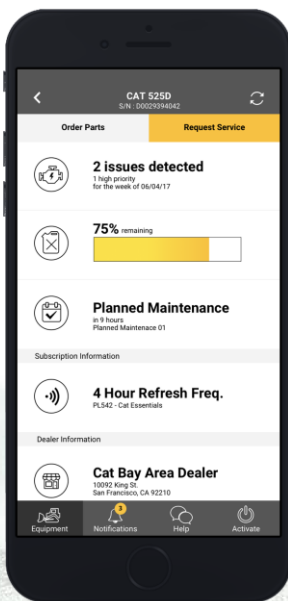 CAT 525D
S/N : D0029394042
Order Parts
Request Service
2 issues detected
1 high priority
for the week of 06/04/17
75% remaining
Planned Maintenance
in 9 hours
Planned Maintenace 01
Subscription Information
4 Hour Refresh Freq.
PL542 - Cat Essentials
Dealer Information
Cat Bay Area Dealer
10092 King St.
San Francisco, CA 92210
3
Equipment
Notifications
Help
Activate